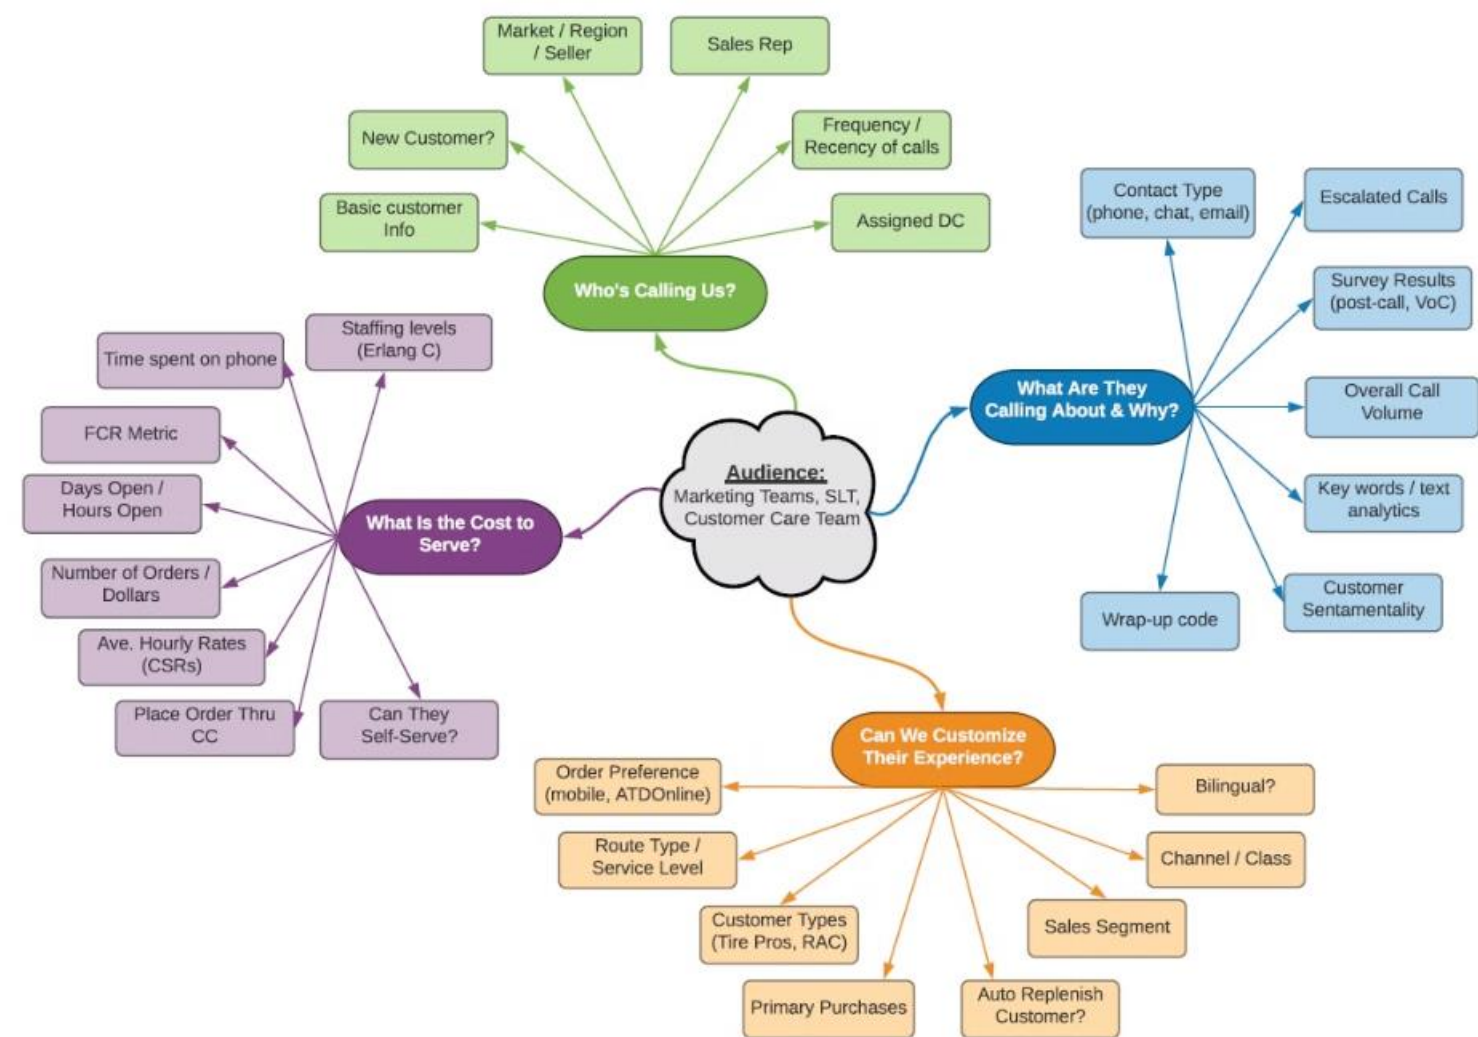 Market / Region
/ Seller
Sales Rep
New Customer?
Frequency /
Recency of calls
Basic customer
Info
Assigned DC
Who's Calling Us?
Contact Type
(phone, chat, email)
Escalated Calls
Survey Results
(post-call, VoC)
What Are They
Calling About & Why?
Overall Call
Volume
Key words / text
analytics
Customer
Sentamentality
Wrap-up code
Staffing levels
(Erlang C)
Time spent on phone
FCR Metric
Days Open /
Hours Open
What Is the Cost to
Serve?
Number of Orders /
Dollars
Ave. Hourly Rates
(CSRs)
Place Order Thru
CC
Can They
Self-Serve?
Audience:
Marketing Teams, SLT,
Customer Care Team
Can We Customize
Their Experience?
Order Preference
(mobile, ATDOnline)
Bilingual?
Route Type /
Service Level
Channel / Class
Customer Types
(Tire Pros, RAC)
Sales Segment
Primary Purchases
Auto Replenish
Customer?